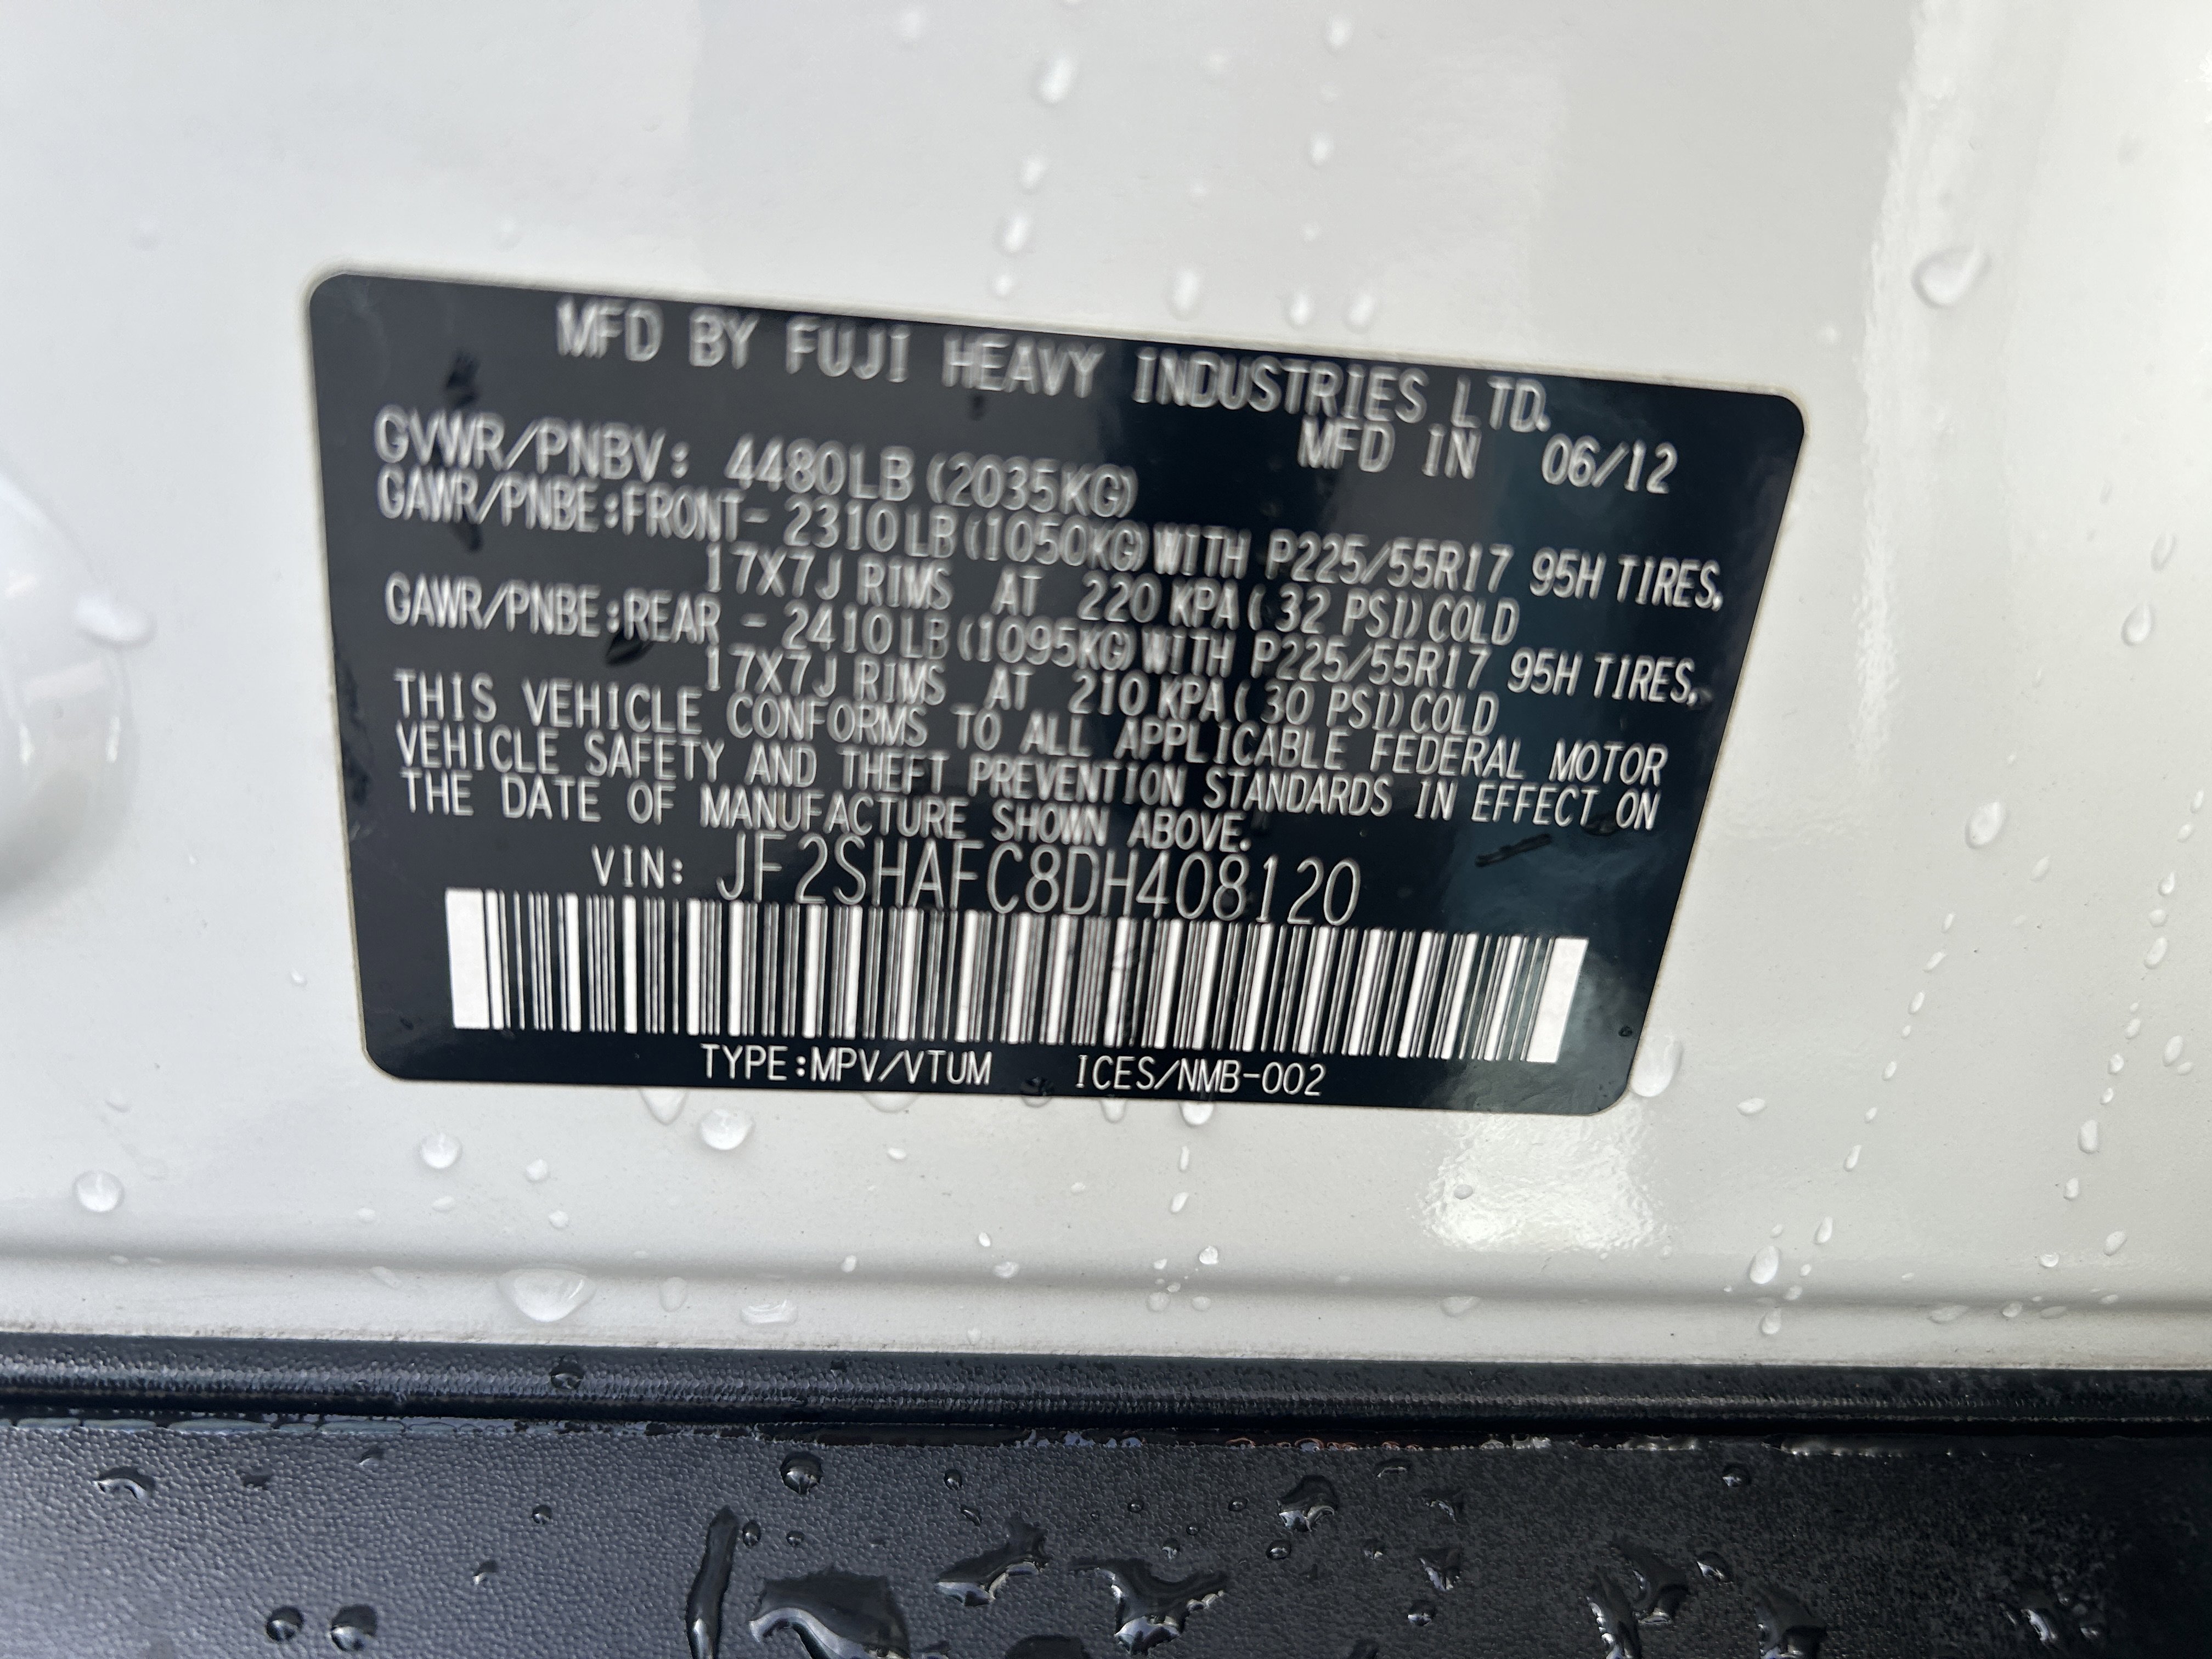 MFD BY FUJI HEAVY INDUSTRIES LTD.
MFD IN 06/12
GVWR/PNBV: 4480LB (2035KG)
GAWR/PNBE:FRONT- 2310LB (1050KG) WITH P225/55R17 95H TIRES,
17X7J RIMS AT 220 KPA ( 32 PSI) COLD
GAWR/PNBE:REAR - 2410LB (1095KG) WITH P225/55R17 95H TIRES,
17X7J RIMS AT 210 KPA ( 30 PSI) COLD
THIS VEHICLE CONFORMS TO ALL APPLICABLE FEDERAL MOTOR
VEHICLE SAFETY AND THEFT PREVENTION STANDARDS IN EFFECT ON
THE DATE OF MANUFACTURE SHOWN ABOVE.
VIN: JF2SHAFC8DH408120
TYPE:MPV/VTUM ICES/NMB-002